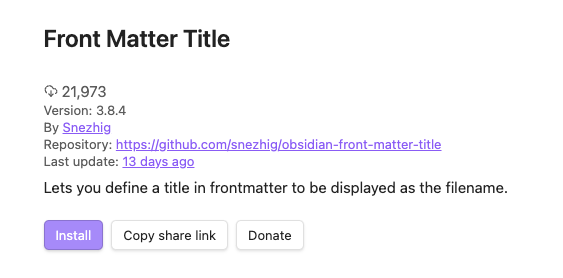 Front Matter Title
21,973
Version: 3.8.4
By Snezhig
Repository: https://github.com/snezhig/obsidian-front-matter-title
Last update: 13 days ago
Lets you define a title in frontmatter to be displayed as the filename.
Install Copy share link Donate